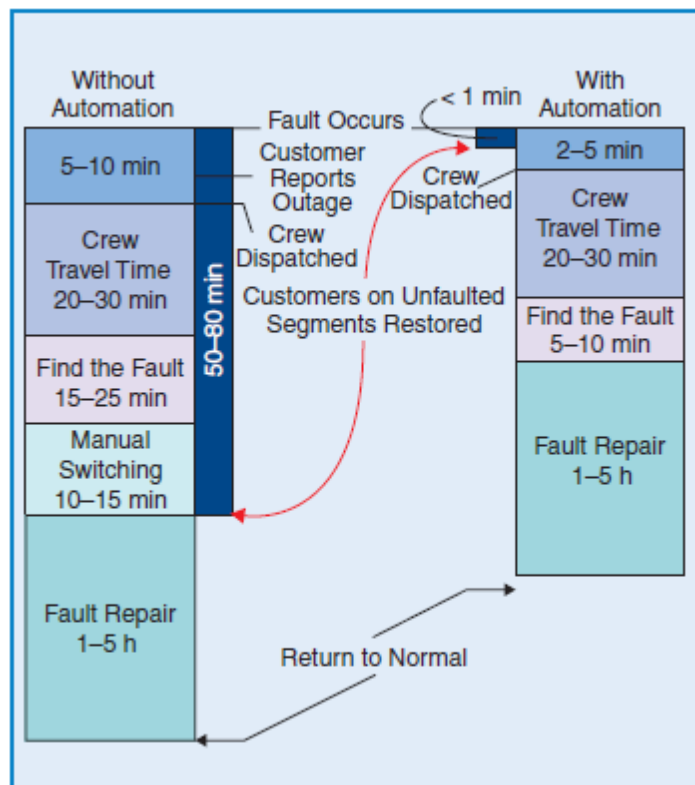 Without
Automation
5–10 min
Crew
Travel Time
20–30 min
Find the Fault
15–25 min
Manual
Switching
10–15 min
Fault Repair
1–5 h
50–80 min
Fault Occurs
Customer
Reports
Outage
Crew
Dispatched
Customers on Unfaulted
Segments Restored
Return to Normal
< 1 min
Crew
Dispatched
With
Automation
2–5 min
Crew
Travel Time
20–30 min
Find the Fault
5–10 min
Fault Repair
1–5 h